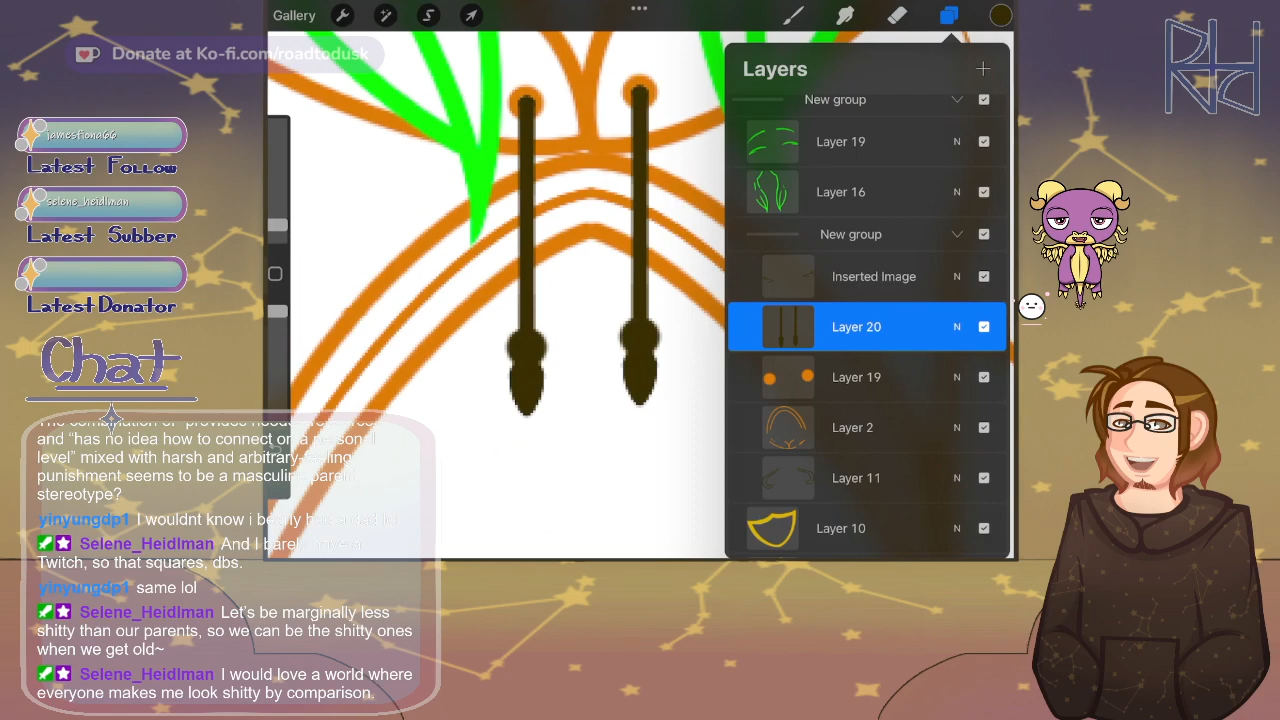 Gallery
Donate at Ko-fi.com/roadtodusk
jamesfiona66
Latest Follow
selene_heidlman
Latest Subber
Latest Donator
Chat
and “has no idea how to connect on a personal
level” mixed with harsh and arbitrary-feeling
punishment seems to be a masculine parent
stereotype?
yinyungdp1 I wouldnt know i
Selene_Heidlman And I
Twitch, so that squares, dbs.
yinyungdp1 same lol
Selene_Heidlman Let's be marginally less
shitty than our parents, so we can be the shitty ones
when we get old~
Selene_Heidlman I would love a world where
everyone makes me look shitty by comparison.
Layers
New group
Layer 19 N
Layer 16 N
New group
Inserted Image N
Layer 20 N
Layer 19 N
Layer 2 N
Layer 11 N
Layer 10 N